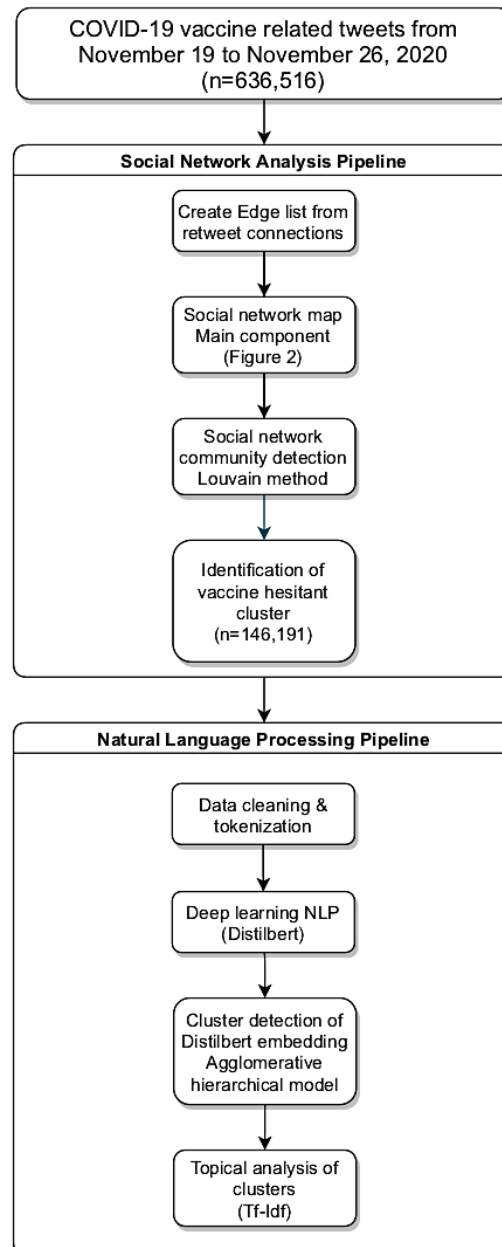 COVID-19 vaccine related tweets from
November 19 to November 26, 2020
(n=636,516)
Social Network Analysis Pipeline
Create Edge list from
retweet connections
Social network map
Main component
(Figure 2)
Social network
community detection
Louvain method
Identification of
vaccine hesitant
cluster
(n=146,191)
Natural Language Processing Pipeline
Data cleaning &
tokenization
Deep learning NLP
(Distilbert)
Cluster detection of
Distilbert embedding
Agglomerative
hierarchical model
Topical analysis of
clusters
(Tf-Idf)